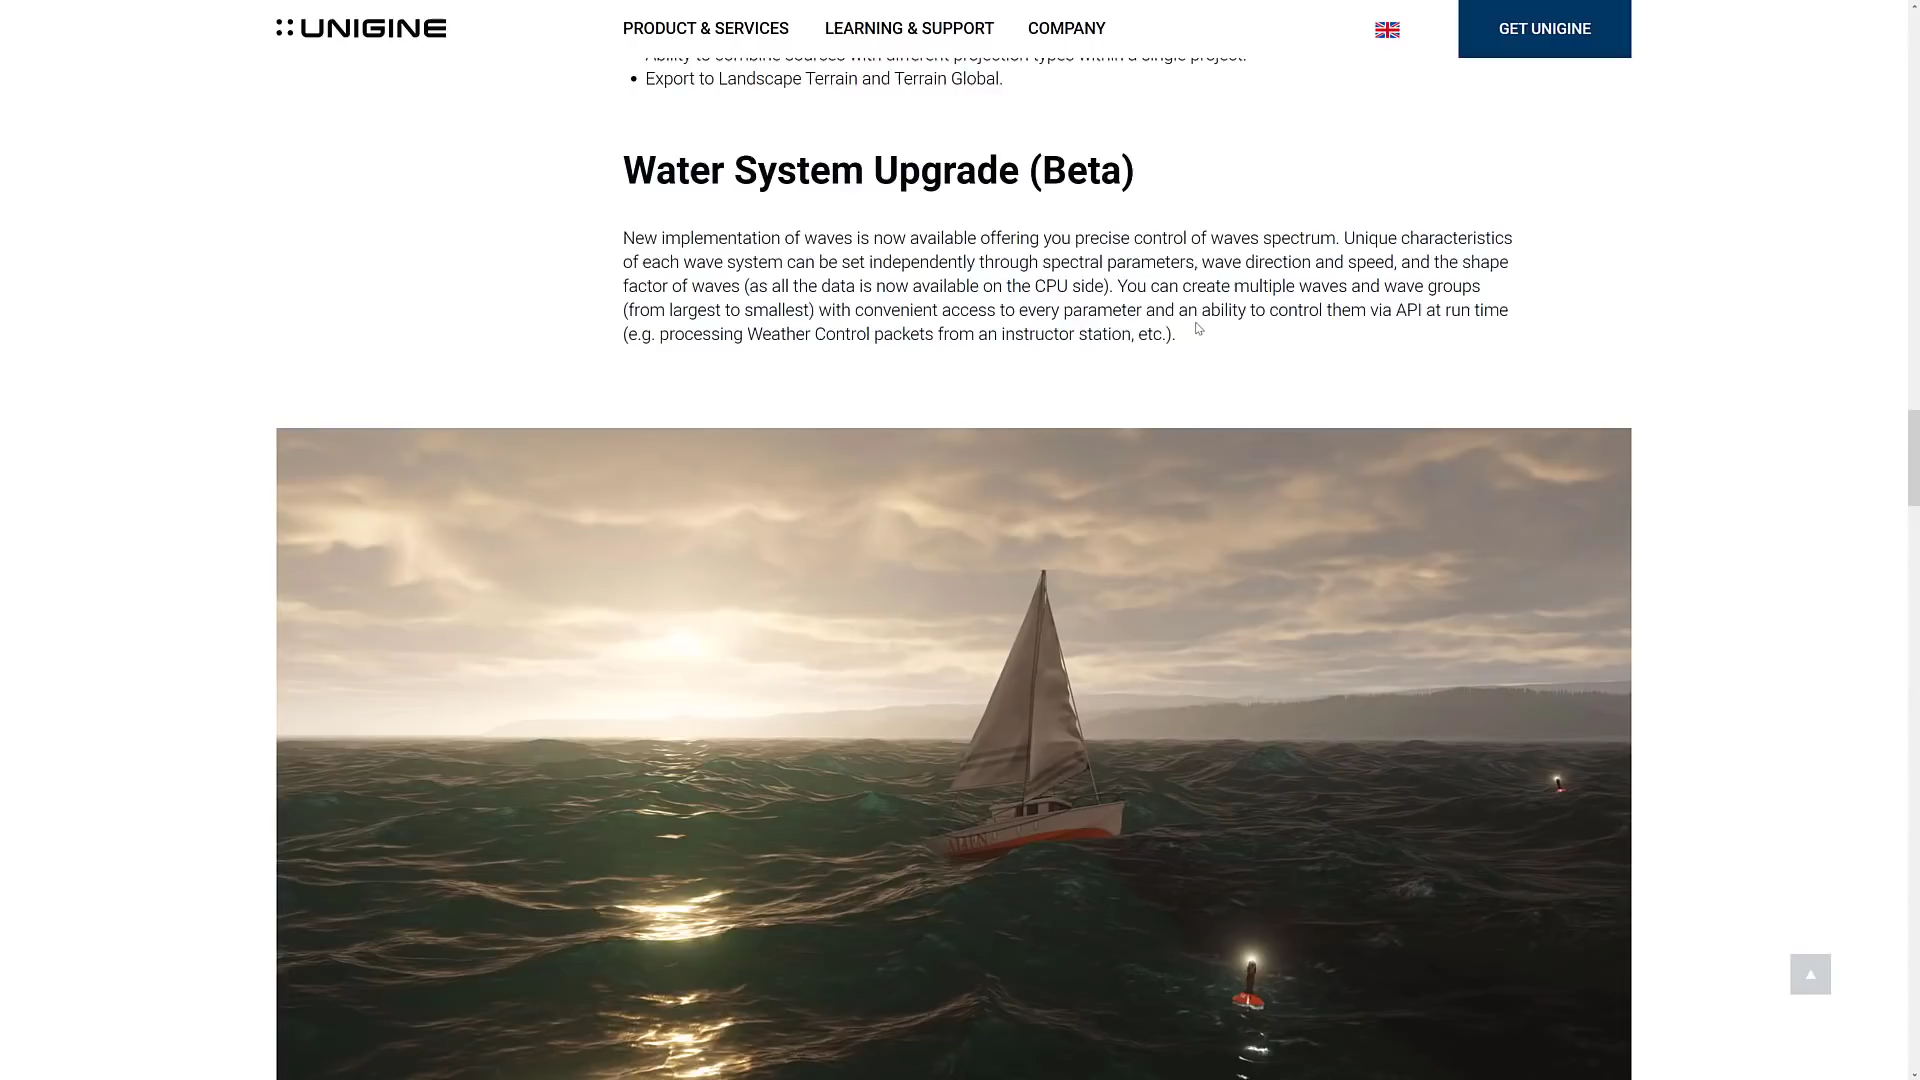 UNIGINE
PRODUCT & SERVICES
LEARNING & SUPPORT
COMPANY
GET UNIGINE
Ability to combine sources with different projection types within a single project.
• Export to Landscape Terrain and Terrain Global.
Water System Upgrade (Beta)
New implementation of waves is now available offering you precise control of waves spectrum. Unique characteristics
of each wave system can be set independently through spectral parameters, wave direction and speed, and the shape
factor of waves (as all the data is now available on the CPU side). You can create multiple waves and wave groups
(from largest to smallest) with convenient access to every parameter and an ability to control them via API at run time
(e.g. processing Weather Control packets from an instructor station, etc.).